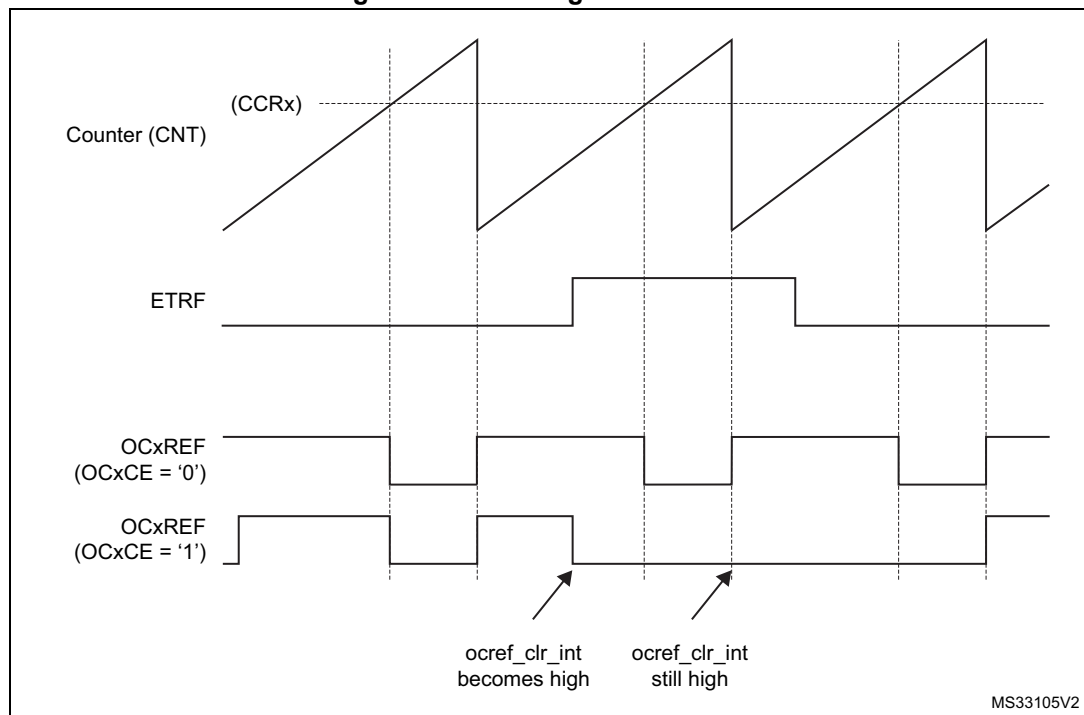 (CCRx)
Counter (CNT)
ETRF
OCxREF
(OCxCE = ‘0’)
OCxREF
(OCxCE = ‘1’)
ocref_clr_int
becomes high
ocref_clr_int
still high
MS33105V2